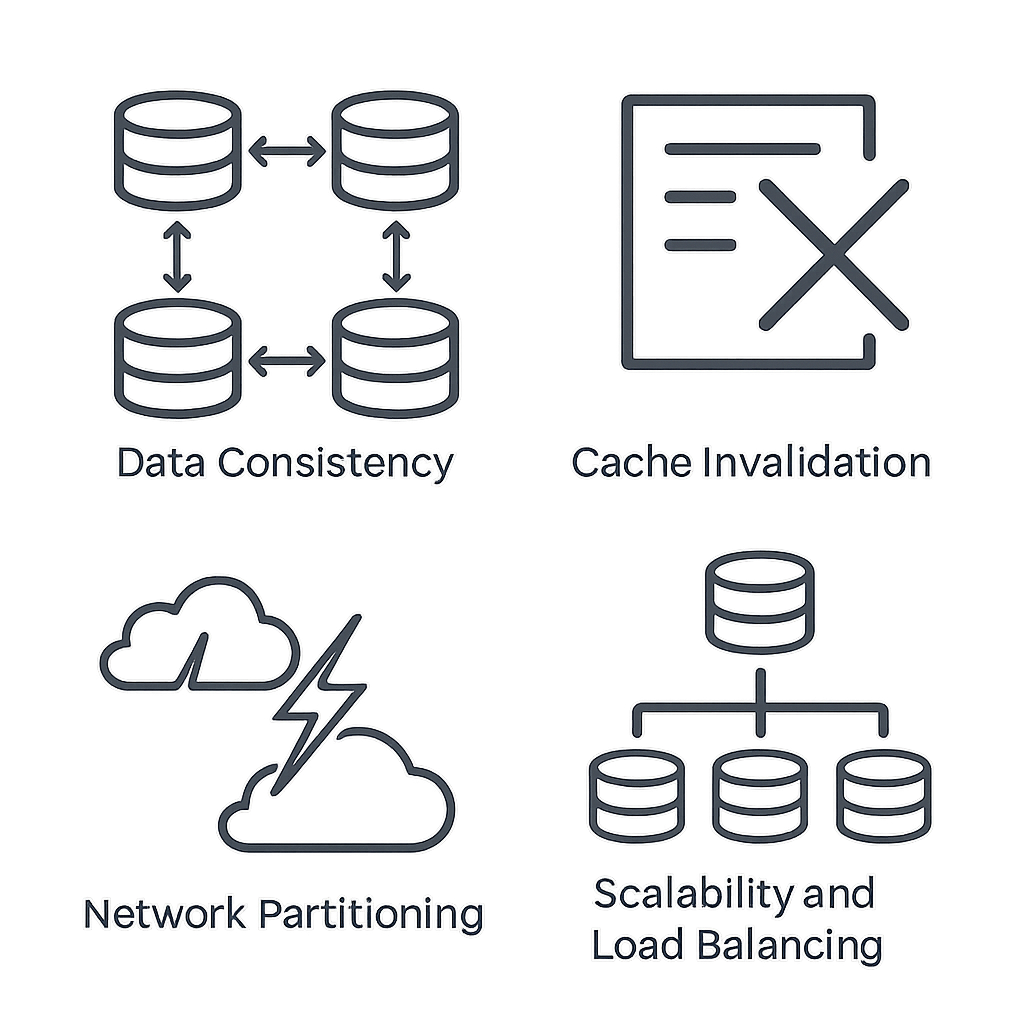 Data Consistency
Cache Invalidation
Network Partitioning
Scalability and
Load Balancing